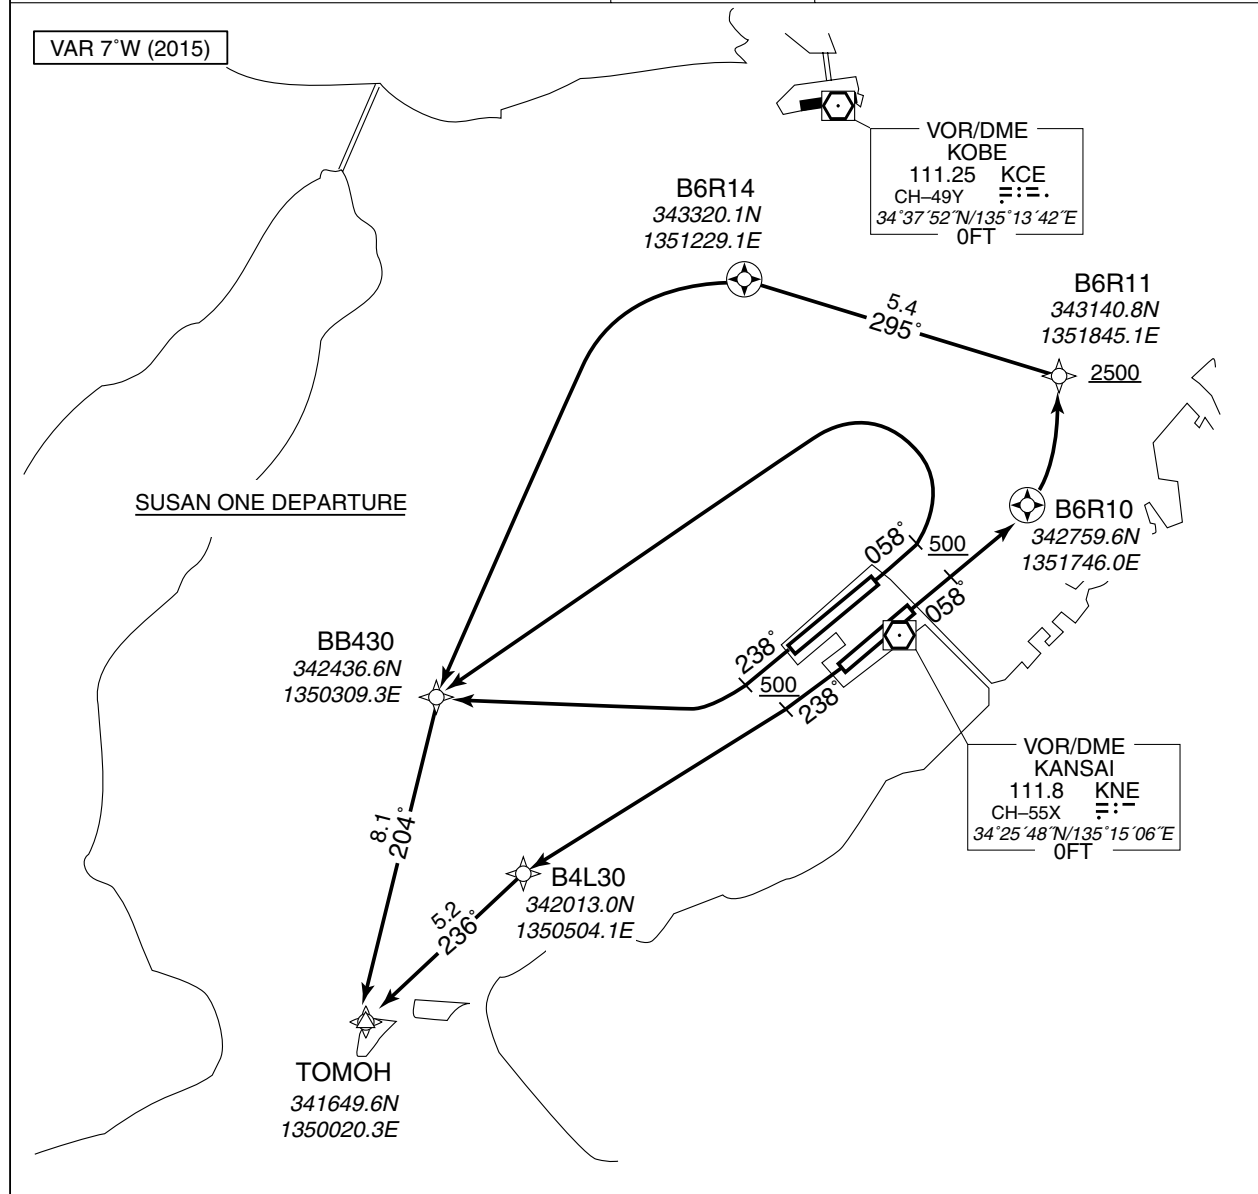 VAR 7°W (2015)
VOR/DME
KOBE
111.25 KCE
CH–49Y
34°37´52˝N/135°13´42˝E
0FT
B6R14
343320.1N
1351229.1E
B6R11
343140.8N
1351845.1E
2500
5.4
295°
SUSAN ONE DEPARTURE
B6R10
342759.6N
1351746.0E
058°
500
058°
BB430
342436.6N
1350309.3E
238°
500
238°
VOR/DME
KANSAI
111.8 KNE
CH–55X
34°25´48˝N/135°15´06˝E
0FT
8.1
204°
B4L30
342013.0N
1350504.1E
5.2
236°
TOMOH
341649.6N
1350020.3E